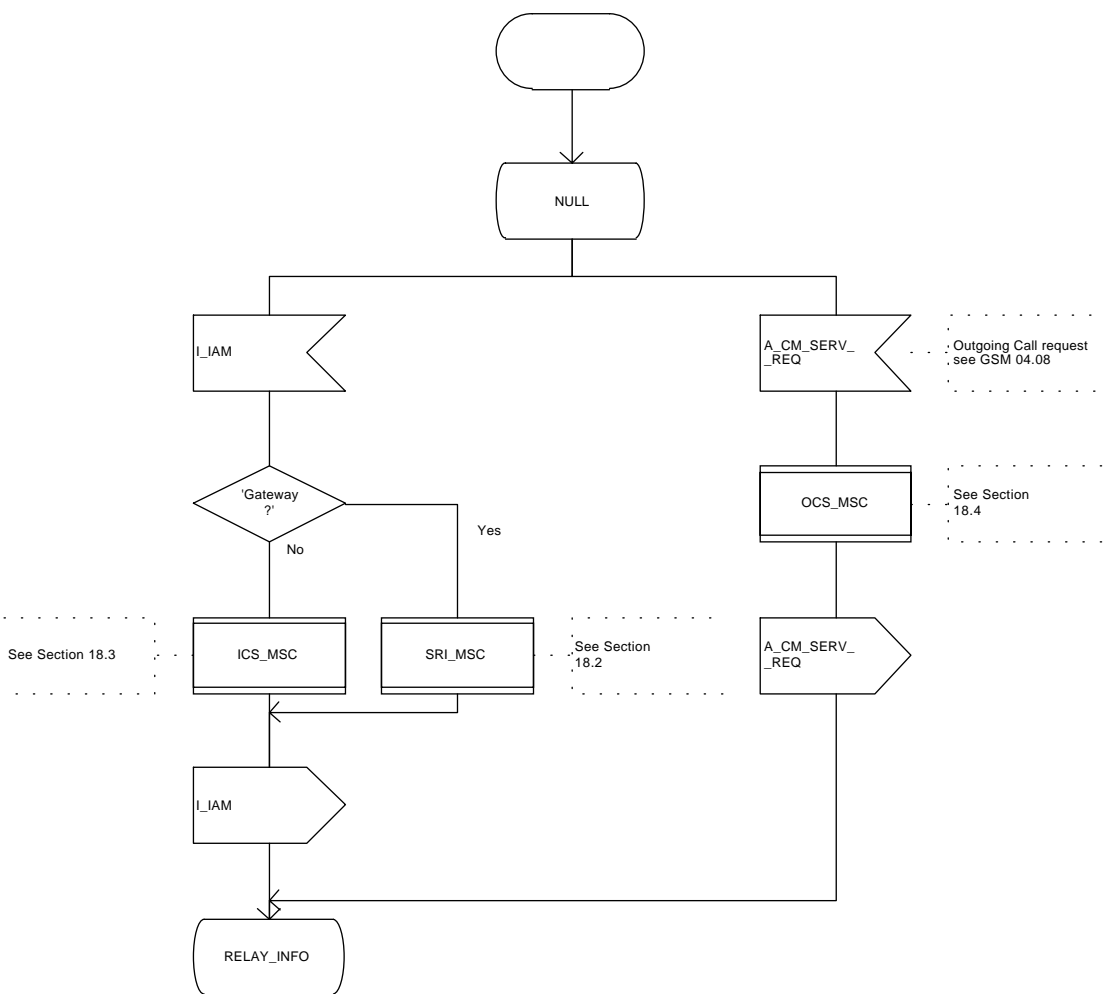 NULL
I_IAM
A_CM_SERV_
_REQ
Outgoing Call request
see GSM 04.08
'Gateway
?'
Yes
No
OCS_MSC
See Section
18.4
See Section 18.3
ICS_MSC
SRI_MSC
See Section
18.2
A_CM_SERV_
_REQ
I_IAM
RELAY_INFO